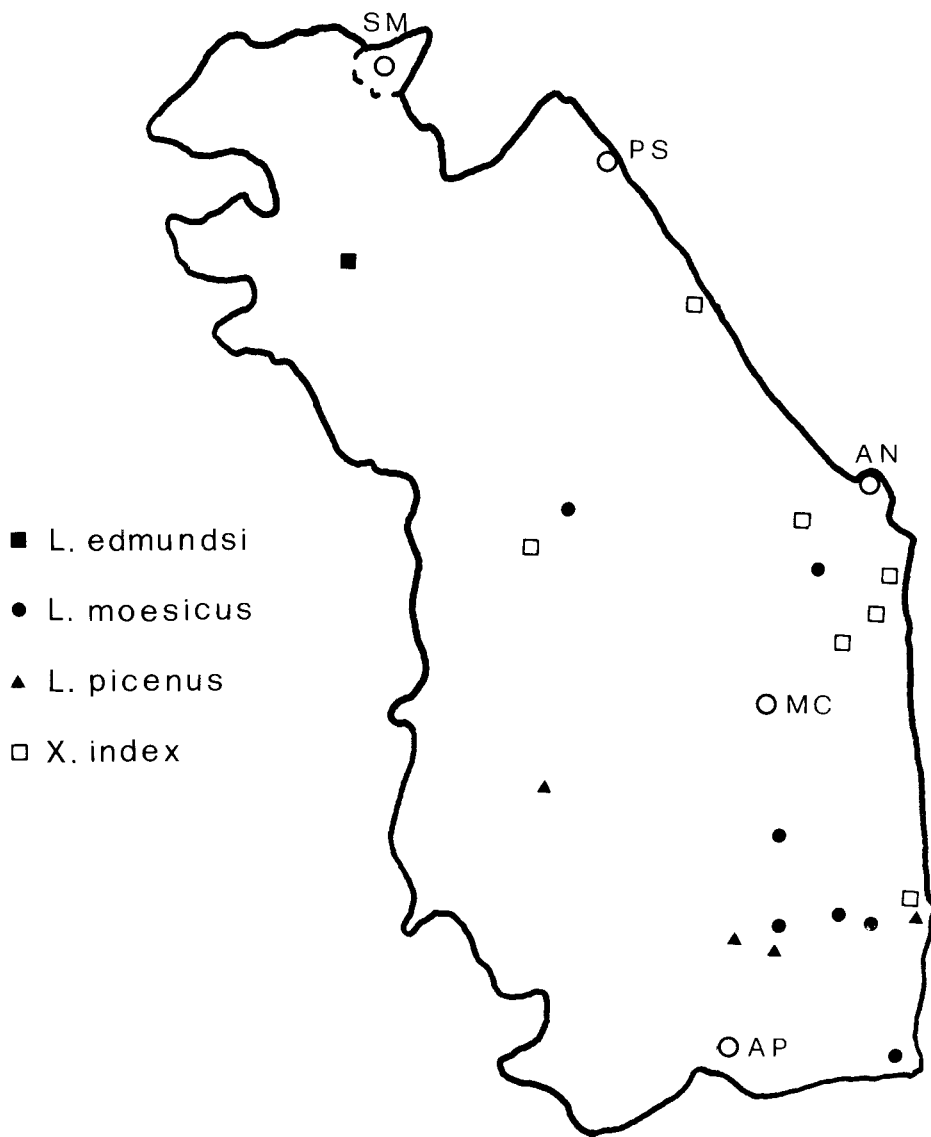 SM
PS
AN
L. edmundsi
L. moesicus
L. picenus
X. index
MC
AP